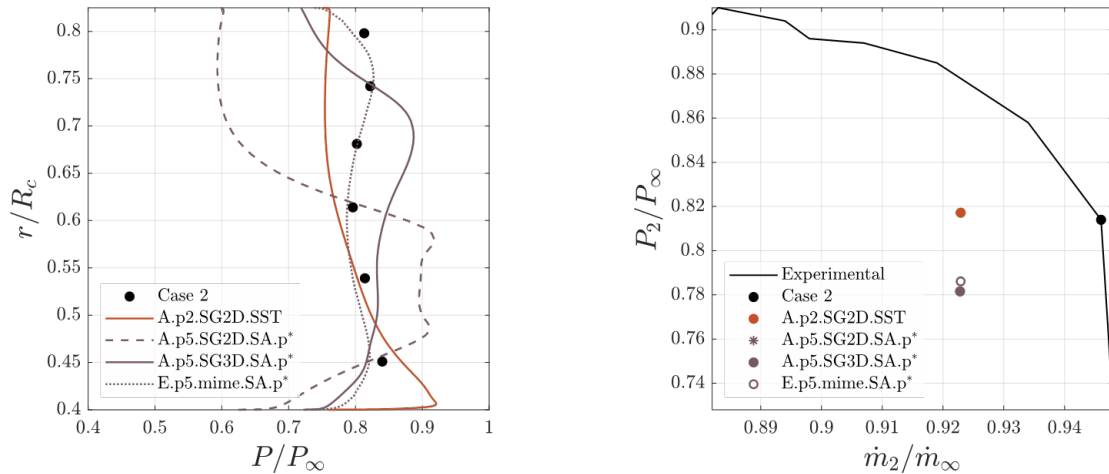 r/R_c
0.8
0.75
0.7
0.65
0.6
0.55
0.5
0.45
0.4
Case 2
A.p2.SG2D.SST
A.p5.SG2D.SA.p*
A.p5.SG3D.SA.p*
E.p5.mime.SA.p*
0.4 0.5 0.6 0.7 0.8 0.9 1
P/P_∞
P_2/P_∞
0.9
0.88
0.86
0.84
0.82
0.8
0.78
0.76
0.74
Experimental
Case 2
A.p2.SG2D.SST
A.p5.SG2D.SA.p*
A.p5.SG3D.SA.p*
E.p5.mime.SA.p*
0.89 0.9 0.91 0.92 0.93 0.94
ṁ_2/ṁ_∞